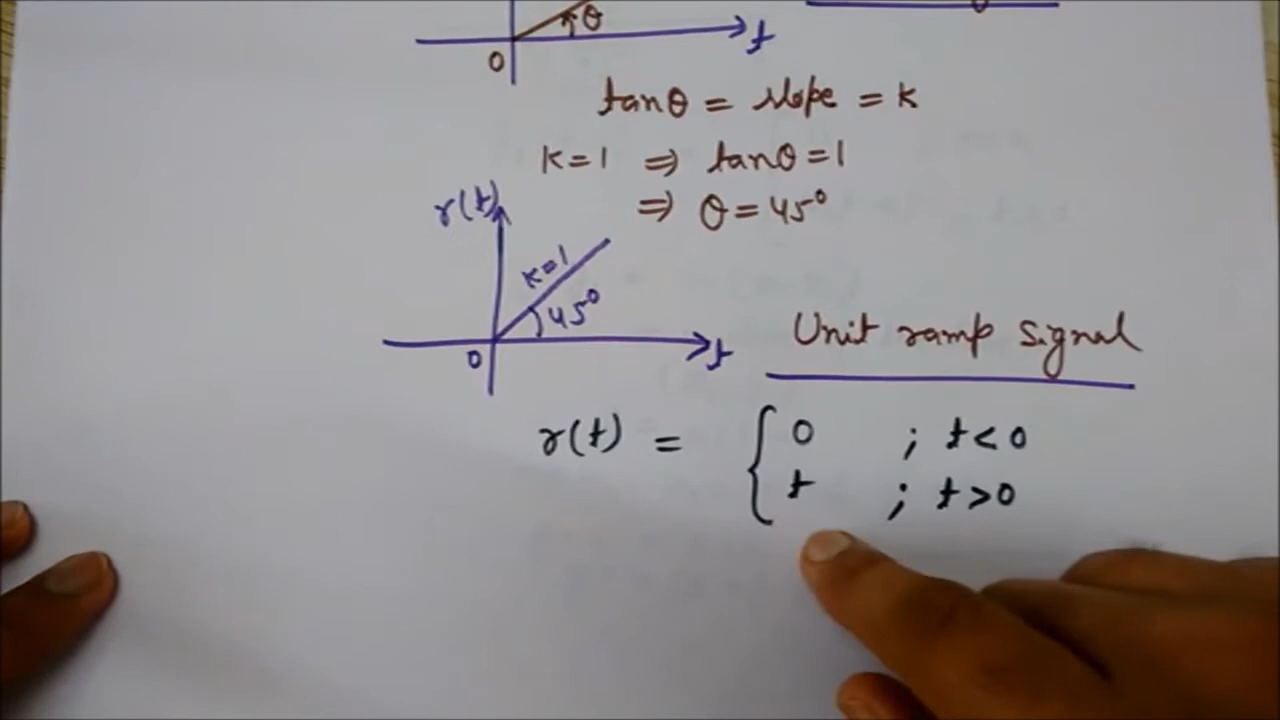 θ
t
0
tanθ = slope = K
K=1 ⇒ tanθ=1
⇒ θ=45°
r(t)
K=1
45°
0
t
Unit ramp signal
r(t) = { 0 ; t<0
t ; t>0